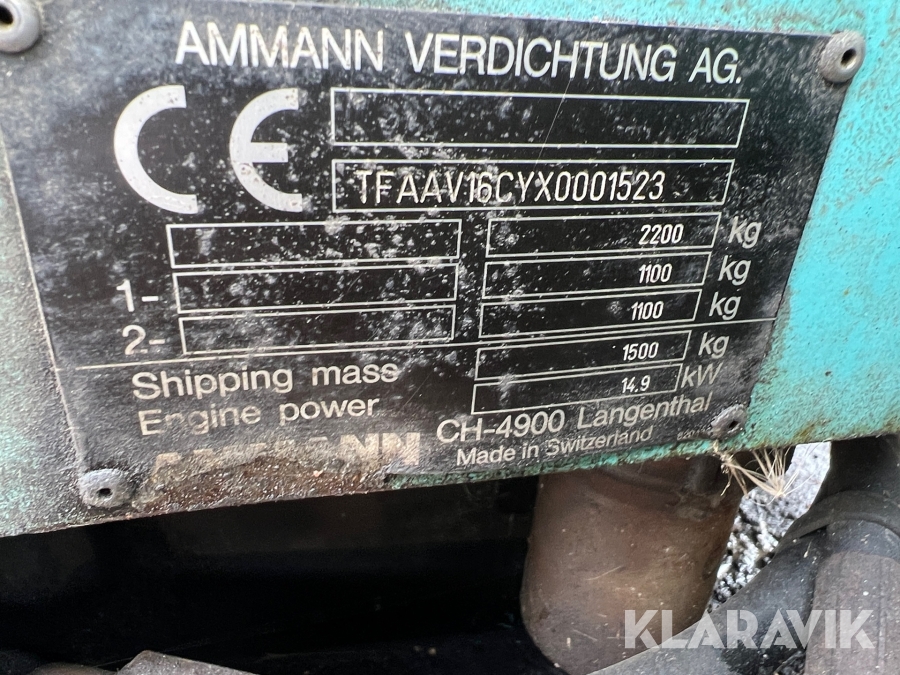 AMMANN VERDICHTUNG AG.
CE
TFAAV16CYX0001523
2200 kg
1- 1100 kg
2- 1100 kg
Shipping mass 1500 kg
Engine power 14.9 kW
AMMANN CH-4900 Langenthal
Made in Switzerland
KLARAVIK